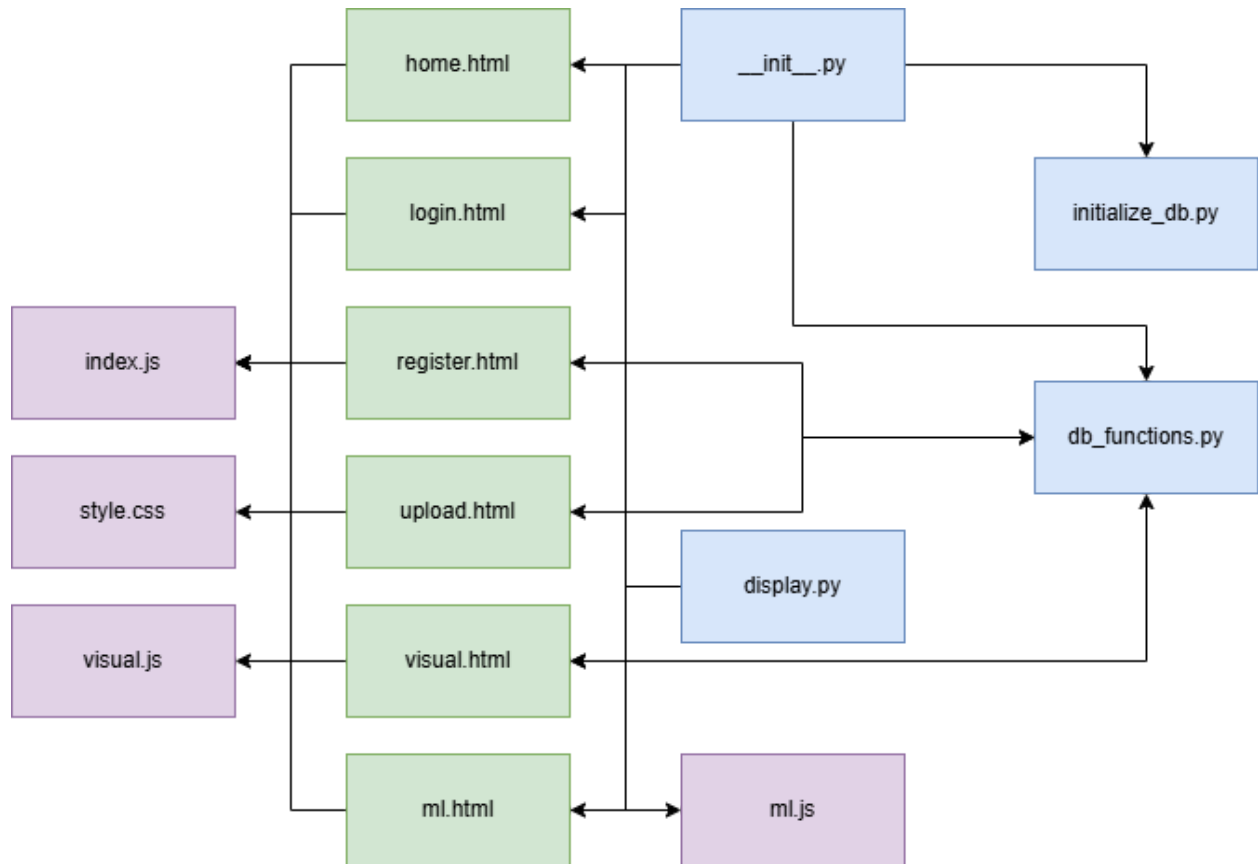 home.html
__init__.py
login.html
initialize_db.py
index.js
register.html
db_functions.py
style.css
upload.html
display.py
visual.js
visual.html
ml.html
ml.js